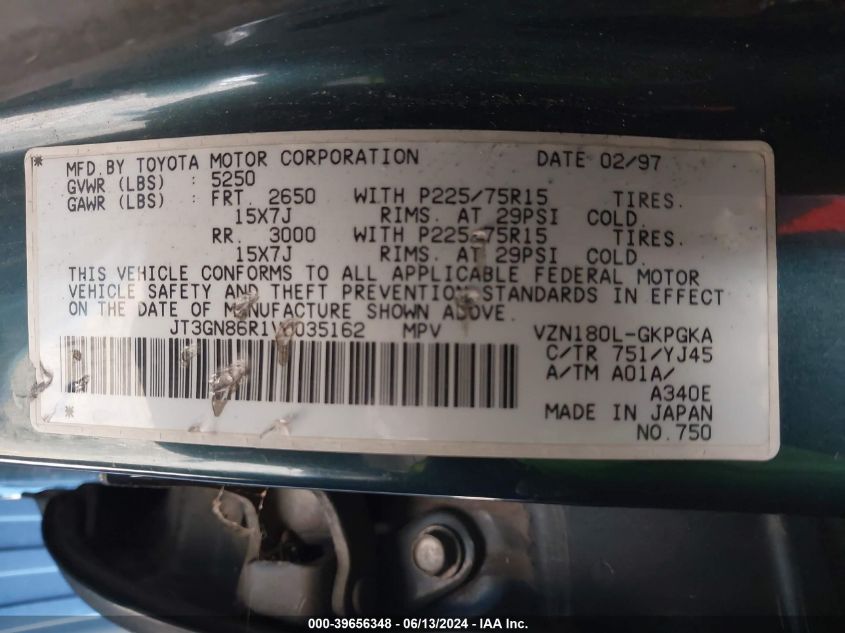 MFD.BY TOYOTA MOTOR CORPORATION DATE 02/97
GVWR (LBS) : 5250
GAWR (LBS) : FRT. 2650 WITH P225/75R15 TIRES.
15X7J RIMS. AT 29PSI COLD.
RR. 3000 WITH P225/75R15 TIRES.
15X7J RIMS. AT 29PSI COLD.
THIS VEHICLE CONFORMS TO ALL APPLICABLE FEDERAL MOTOR
VEHICLE SAFETY AND THEFT PREVENTION STANDARDS IN EFFECT
ON THE DATE OF MANUFACTURE SHOWN ABOVE.
JT3GN86R1V0035162 MPV VZN180L-GKPGKA
C/TR 751/YJ45
A/TM A01A/
A340E
MADE IN JAPAN
NO.750
000-39656348 - 06/13/2024 - IAA Inc.